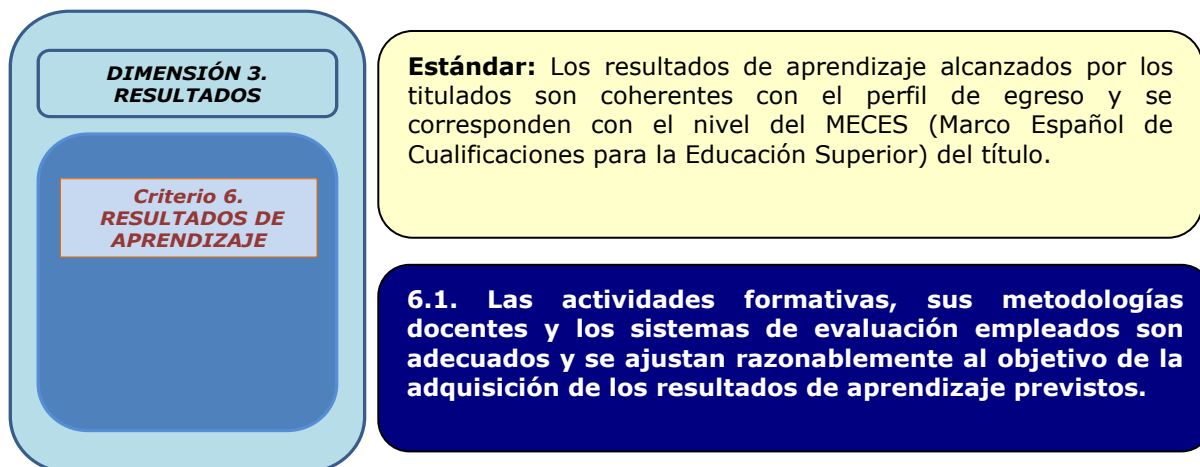 DIMENSIÓN 3.
RESULTADOS
Criterio 6.
RESULTADOS DE
APRENDIZAJE
Estándar: Los resultados de aprendizaje alcanzados por los
titulados son coherentes con el perfil de egreso y se
corresponden con el nivel del MECES (Marco Español de
Cualificaciones para la Educación Superior) del título.
6.1. Las actividades formativas, sus metodologías
docentes y los sistemas de evaluación empleados son
adecuados y se ajustan razonablemente al objetivo de la
adquisición de los resultados de aprendizaje previstos.